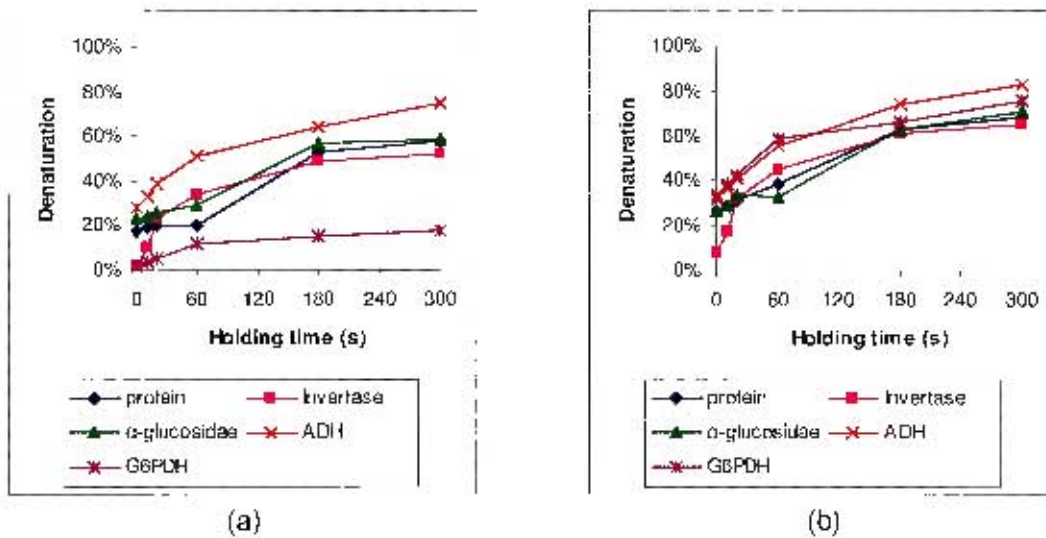 100%
80%
60%
40%
20%
0%
Denaturation
0 60 120 180 240 300
Holding time (s)
protein Invertase
α-glucosidae ADH
G6PDH
(a)
100%
80%
60%
40%
20%
0%
Denaturation
0 60 120 180 240 300
Holding time (s)
protein Invertase
α-glucosidae ADH
G6PDH
(b)